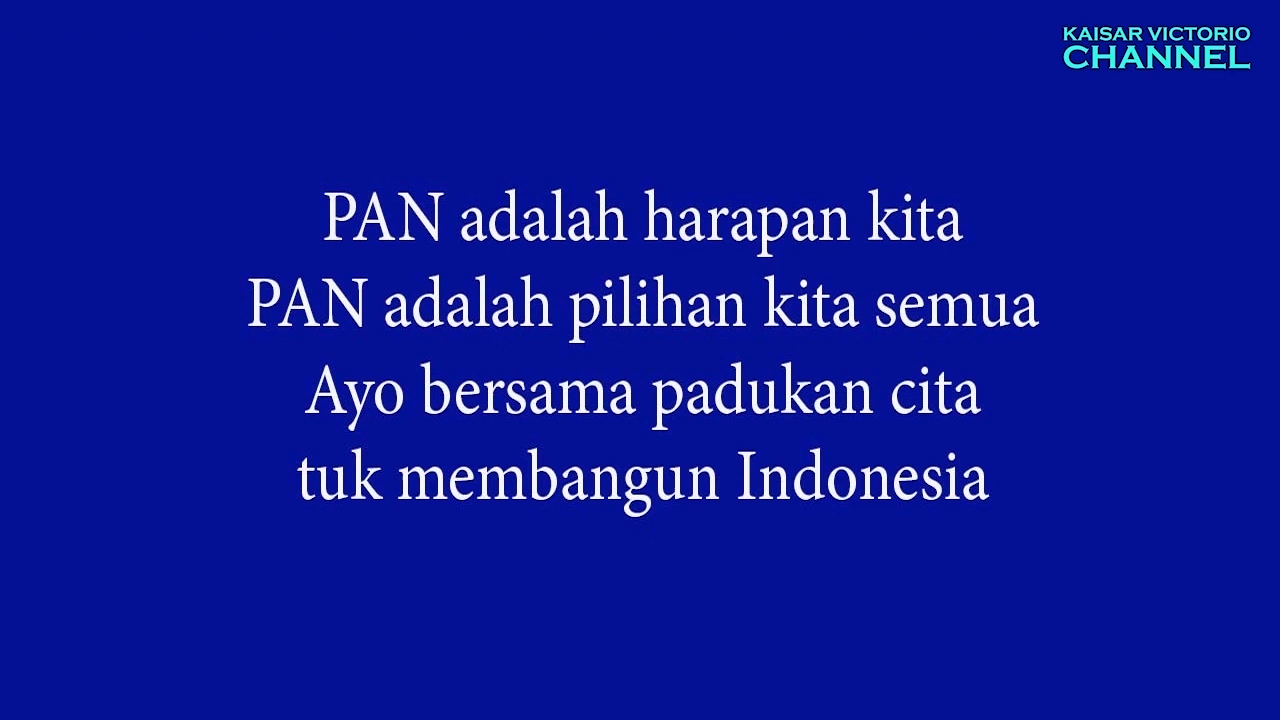 KAISAR VICTORIO
CHANNEL
PAN adalah harapan kita
PAN adalah pilihan kita semua
Ayo bersama padukan cita
tuk membangun Indonesia